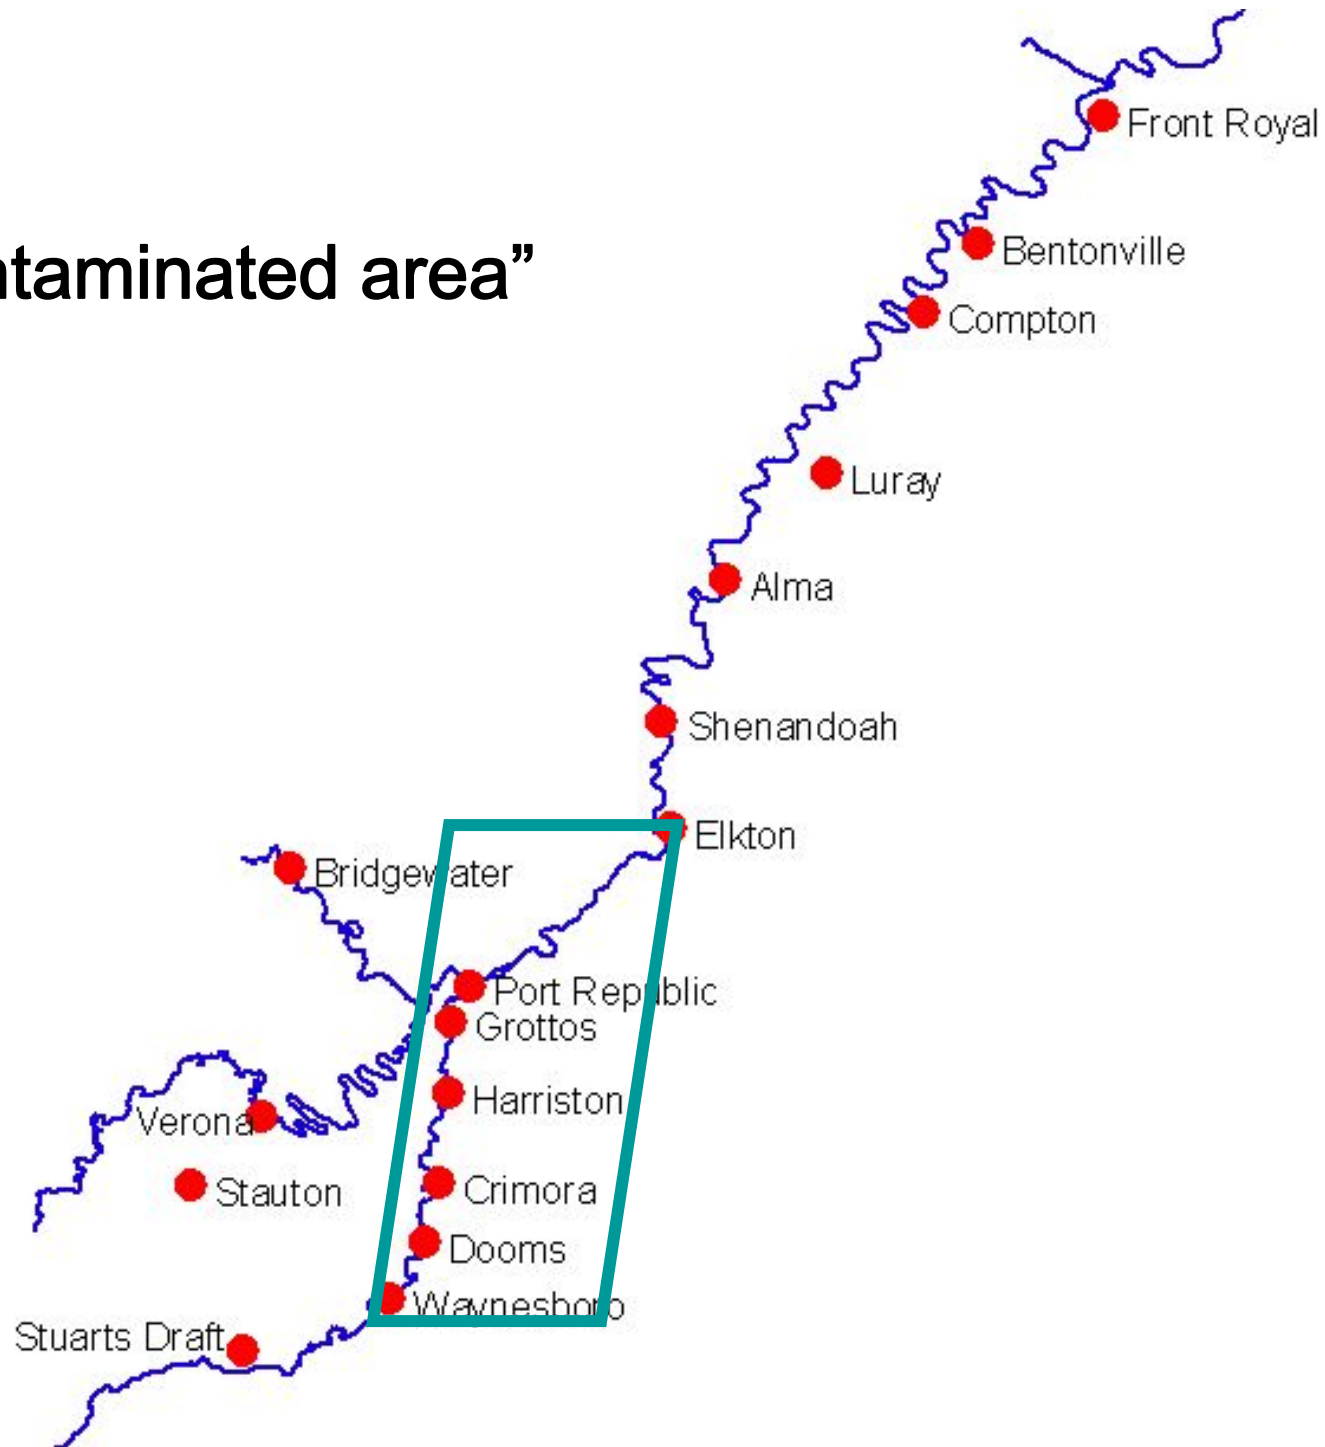 Front Royal
ntaminated area”
Bentonville
Compton
Luray
Alma
Shenandoah
Elkton
Bridgewater
Port Republic
Grottos
Harriston
Verona
Crimora
Stauton
Dooms
Waynesboro
Stuarts Draft